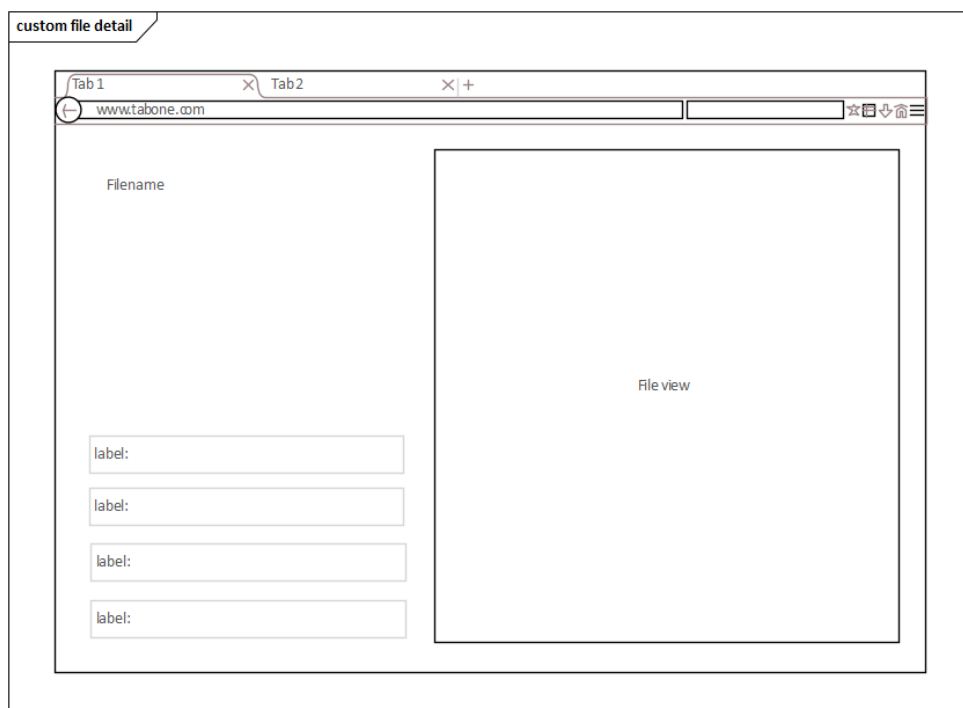 custom file detail
Tab 1
Tab 2
www.tabone.com
Filename
File view
label:
label:
label:
label: